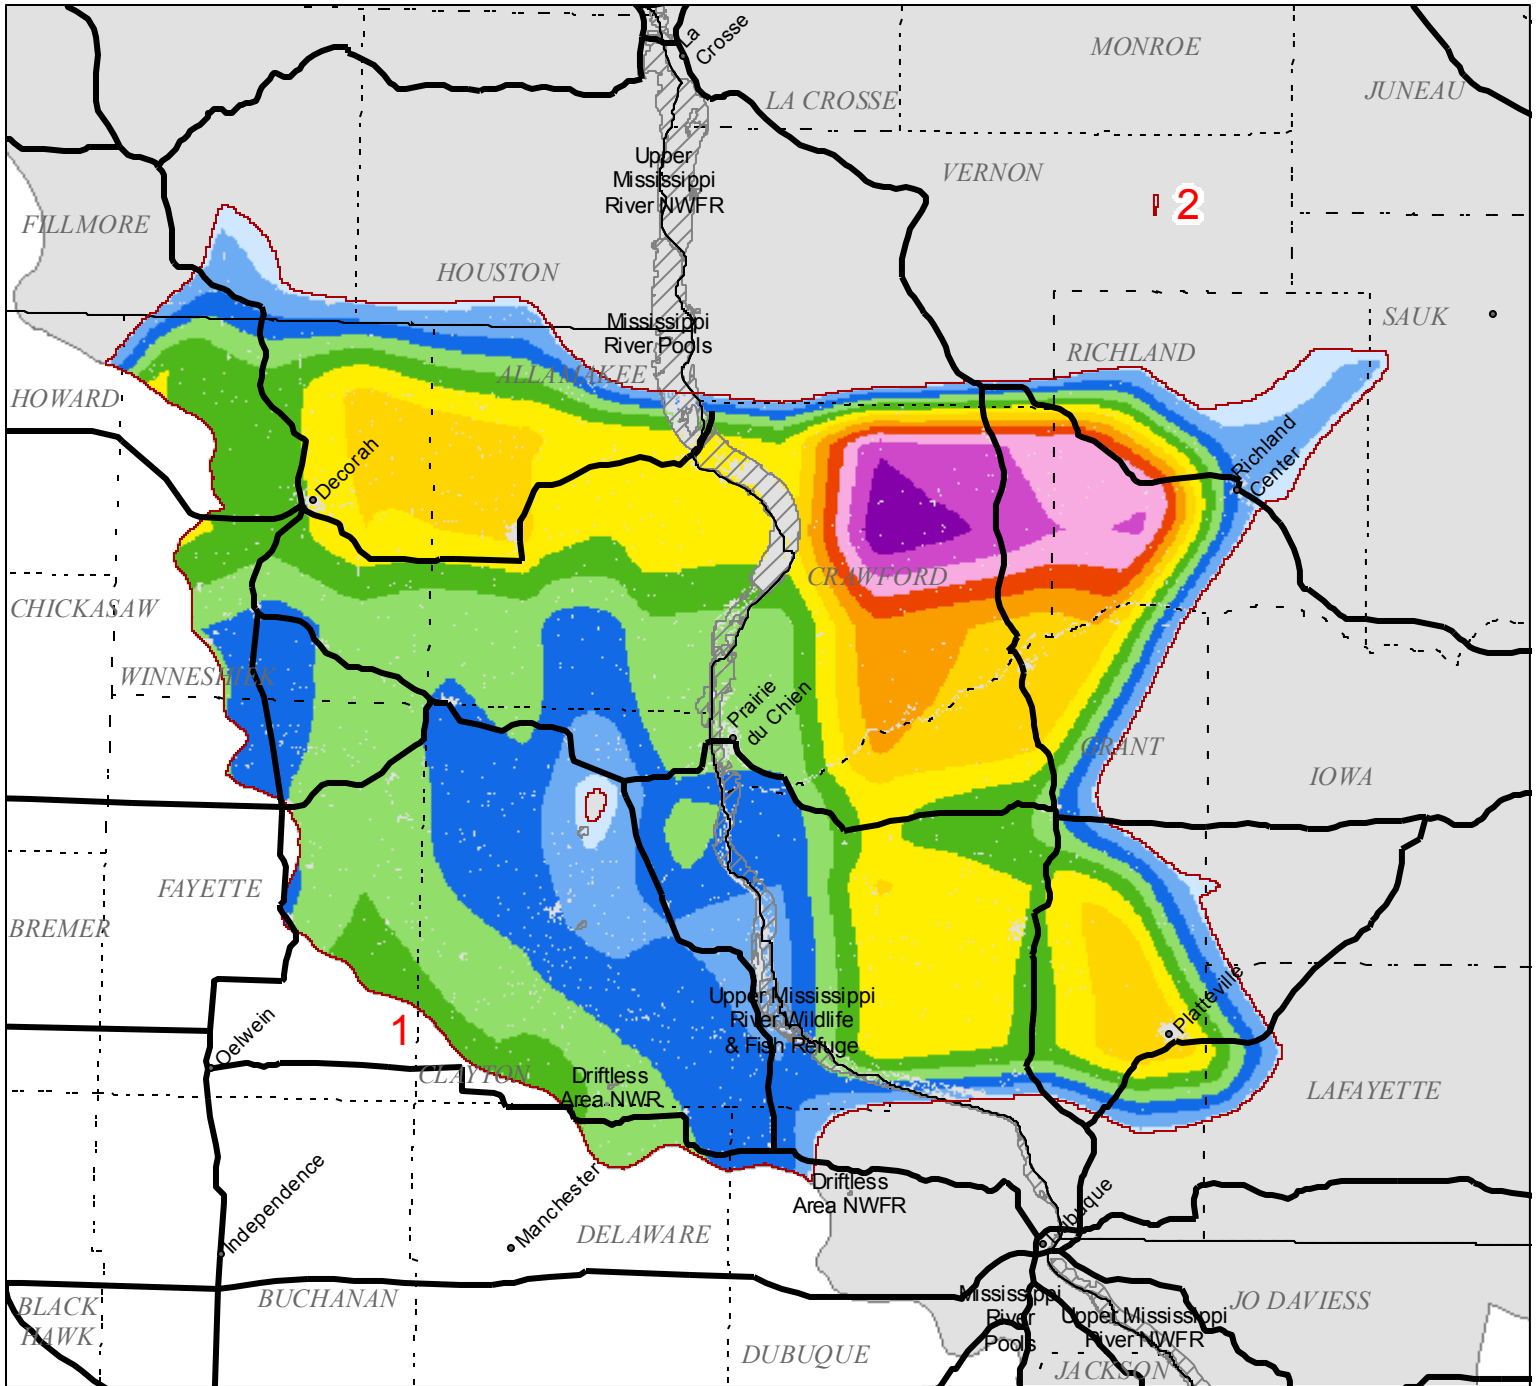 La
Crosse
MONROE
JUNEAU
LA CROSSE
Upper
Mississippi
River NWFR
VERNON
2
FILLMORE
HOUSTON
Mississippi
River Pools
SAUK
RICHLAND
ALLAMAKEE
HOWARD
Decorah
Richland
Center
CRAWFORD
CHICKASAW
WINNESHIEK
Prairie
du Chien
GRANT
IOWA
FAYETTE
BREMER
Upper Mississippi
River Wildlife
& Fish Refuge
Platteville
1
Oelwein
CLAYTON
Driftless
Area NWR
LAFAYETTE
Independence
Manchester
Driftless
Area NWFR
Dubuque
DELAWARE
BLACK
HAWK
BUCHANAN
Mississippi
River
Pools
Upper Mississippi
River NWFR
JO DAVIESS
DUBUQUE
JACKSON